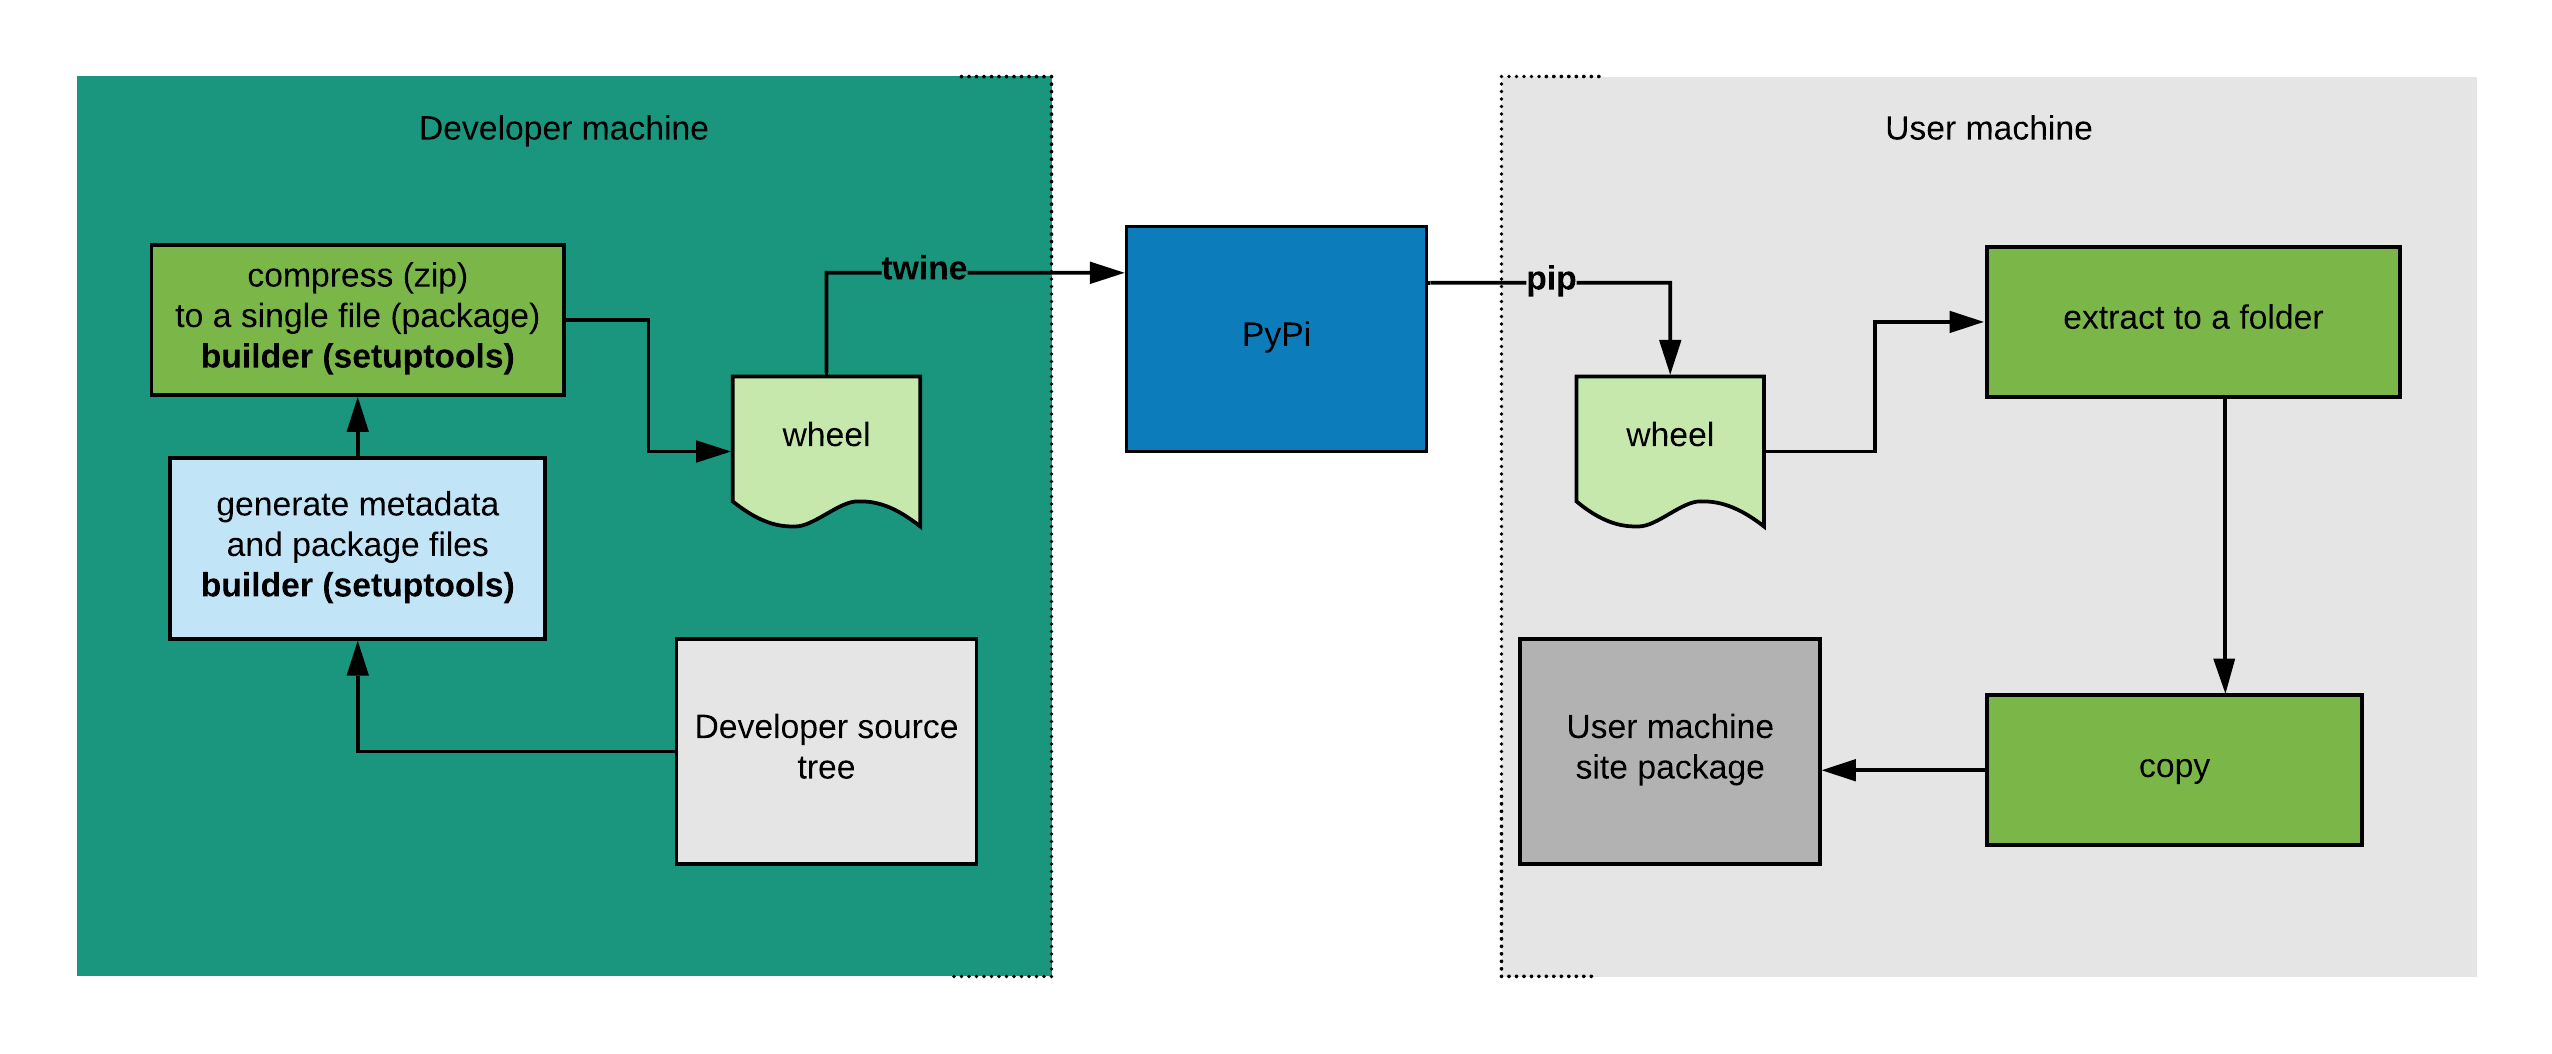 Developer machine
compress (zip)
to a single file (package)
builder (setuptools)
generate metadata
and package files
builder (setuptools)
twine
wheel
Developer source
tree
PyPi
User machine
pip
wheel
extract to a folder
User machine
site package
copy